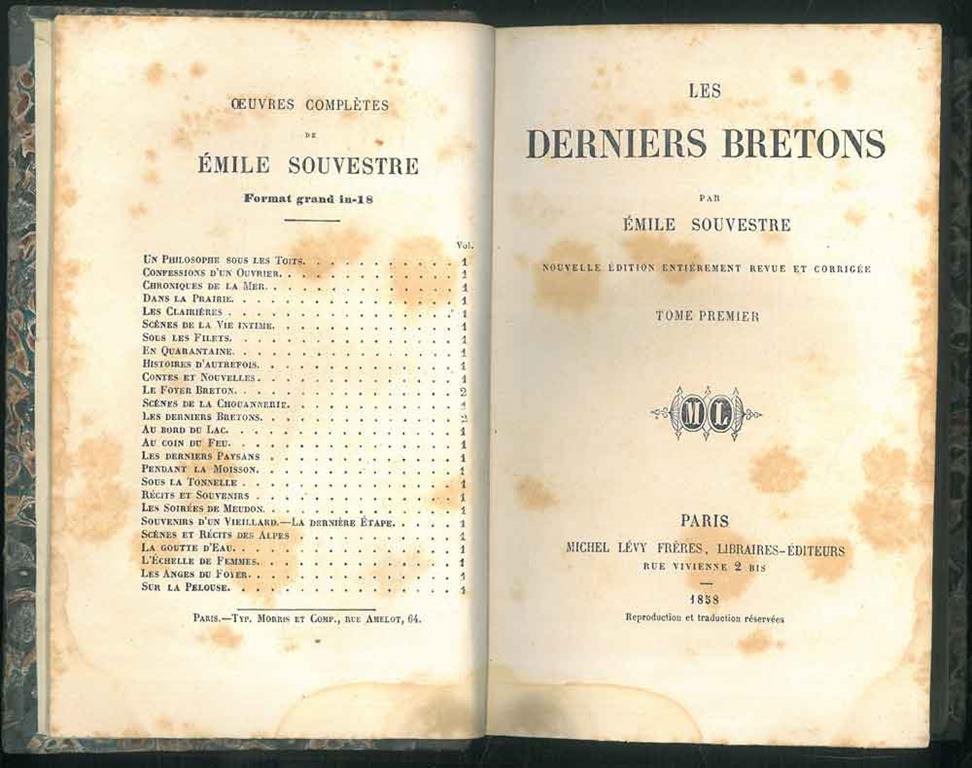 ŒUVRES COMPLÈTES
DE
ÉMILE SOUVESTRE
Format grand in-18
Vol.
UN PHILOSOPHE SOUS LES TOITS. 1
CONFESSIONS D'UN OUVRIER. 1
CHRONIQUES DE LA MER. 1
DANS LA PRAIRIE. 1
LES CLAIRIÈRES. 1
SCÈNES DE LA VIE INTIME. 1
SOUS LES FILETS. 1
EN QUARANTAINE. 1
HISTOIRES D'AUTREFOIS. 1
CONTES ET NOUVELLES. 1
LE FOYER BRETON. 2
SCÈNES DE LA CHOUANNERIE. 1
LES DERNIERS BRETONS. 2
AU BORD DU LAC. 1
AU COIN DU FEU. 1
LES DERNIERS PAYSANS 1
PENDANT LA MOISSON. 1
SOUS LA TONNELLE 1
RÉCITS ET SOUVENIRS 1
LES SOIRÉES DE MEUDON. 1
SOUVENIRS D'UN VIEILLARD.—LA DERNIÈRE ÉTAPE. 1
SCÈNES ET RÉCITS DES ALPES 1
LA GOUTTE D'EAU. 1
L'ÉCHELLE DE FEMMES. 1
LES ANGES DU FOYER. 1
SUR LA PELOUSE. 1
PARIS.—TYP. MORRIS ET COMP., RUE AMELOT, 64.
LES
DERNIERS BRETONS
PAR
ÉMILE SOUVESTRE
NOUVELLE ÉDITION ENTIÈREMENT REVUE ET CORRIGÉE
TOME PREMIER
ML
PARIS
MICHEL LÉVY FRÈRES, LIBRAIRES-ÉDITEURS
RUE VIVIENNE 2 BIS
1858
Reproduction et traduction réservées